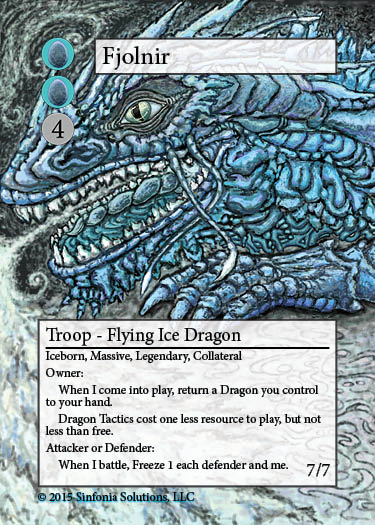 Fjolnir
4
Troop - Flying Ice Dragon
Iceborn, Massive, Legendary, Collateral
Owner:
When I come into play, return a Dragon you control
to your hand.
Dragon Tactics cost one less resource to play, but not
less than free.
Attacker or Defender:
When I battle, Freeze 1 each defender and me.
7/7
© 2015 Sinfonia Solutions, LLC